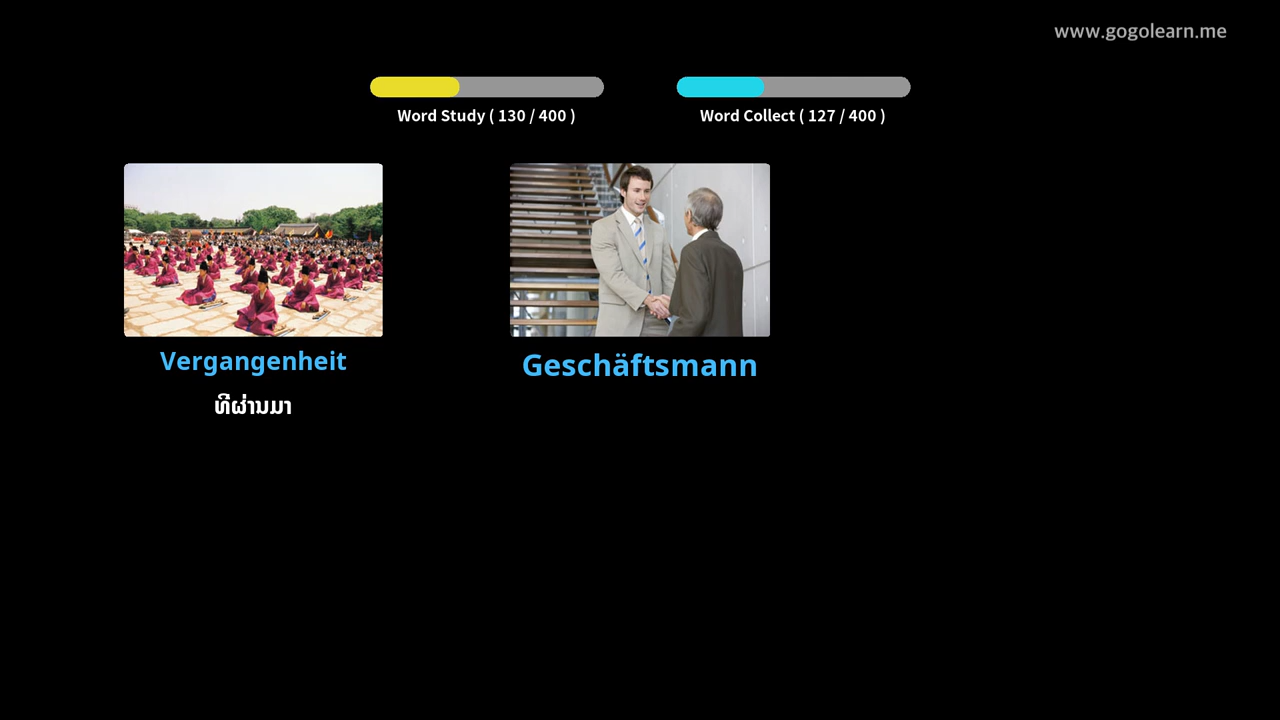 www.gogolearn.me
Word Study ( 130 / 400 )
Word Collect ( 127 / 400 )
Vergangenheit
ທີຜ່ານມາ
Geschäftsmann